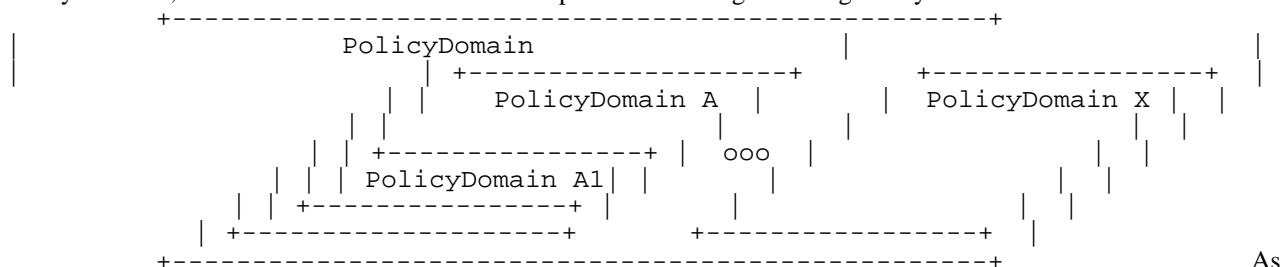 +----------------------------------------------------+
| PolicyDomain | |
| | +--------------------+ +-----------------+ |
| | PolicyDomain A | | PolicyDomain X | |
| | | | | |
| | +----------------+ | ooo | | |
| | | PolicyDomain A1| | | | |
| | +----------------+ | | | |
| +--------------------+ +-----------------+ |
+----------------------------------------------------+ As